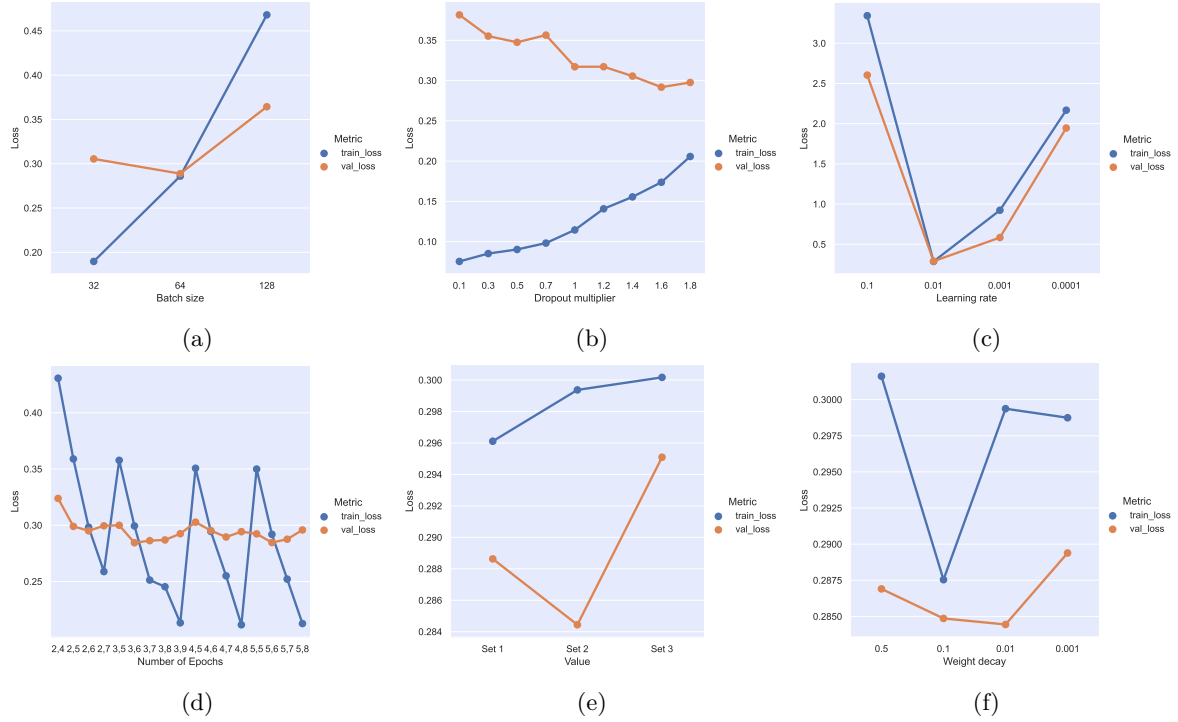 0.45
0.40
0.35
0.30
0.25
0.20
Loss
32 64 128
Batch size
Metric
train_loss
val_loss
(a)
0.35
0.30
0.25
0.20
0.15
0.10
Loss
0.1 0.3 0.5 0.7 1 1.2 1.4 1.6 1.8
Dropout multiplier
Metric
train_loss
val_loss
(b)
3.0
2.5
2.0
1.5
1.0
0.5
Loss
0.1 0.01 0.001 0.0001
Learning rate
Metric
train_loss
val_loss
(c)
0.40
0.35
0.30
0.25
Loss
2,4 2,5 2,6 2,7 3,5 3,6 3,7 3,8 3,9 4,5 4,6 4,7 4,8 5,5 5,6 5,7 5,8
Number of Epochs
Metric
train_loss
val_loss
(d)
0.300
0.298
0.296
0.294
0.292
0.290
0.288
0.286
0.284
Loss
Set 1 Set 2 Set 3
Value
Metric
train_loss
val_loss
(e)
0.3000
0.2975
0.2950
0.2925
0.2900
0.2875
0.2850
Loss
0.5 0.1 0.01 0.001
Weight decay
Metric
train_loss
val_loss
(f)